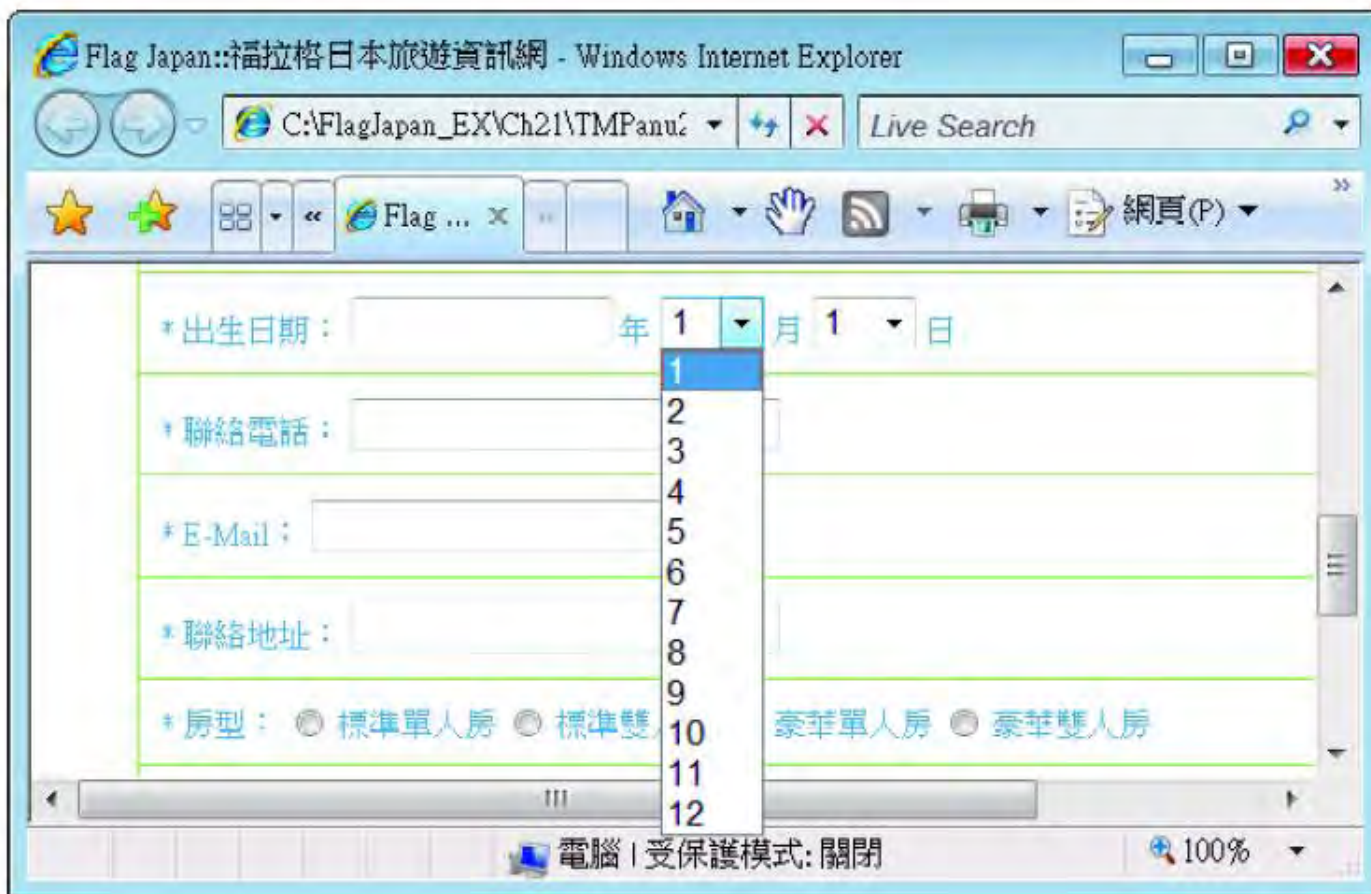 Flag Japan::福拉格日本旅遊資訊網 - Windows Internet Explorer
C:\FlagJapan_EX\Ch21\TMPanu2 Live Search
Flag ... 網頁(P)
*出生日期： 年 1 月 1 日
1
2
*聯絡電話：
3
4
*E-Mail：
5
6
7
*聯絡地址：
8
9
*房型： 標準單人房 標準雙 豪華單人房 豪華雙人房
10
11
12
電腦 | 受保護模式: 關閉 100%